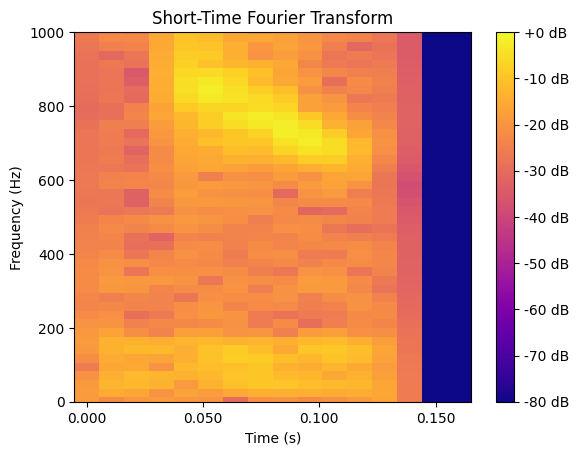 Short-Time Fourier Transform
1000
800
600
400
200
0
Frequency (Hz)
0.000
0.050
0.100
0.150
Time (s)
+0 dB
-10 dB
-20 dB
-30 dB
-40 dB
-50 dB
-60 dB
-70 dB
-80 dB